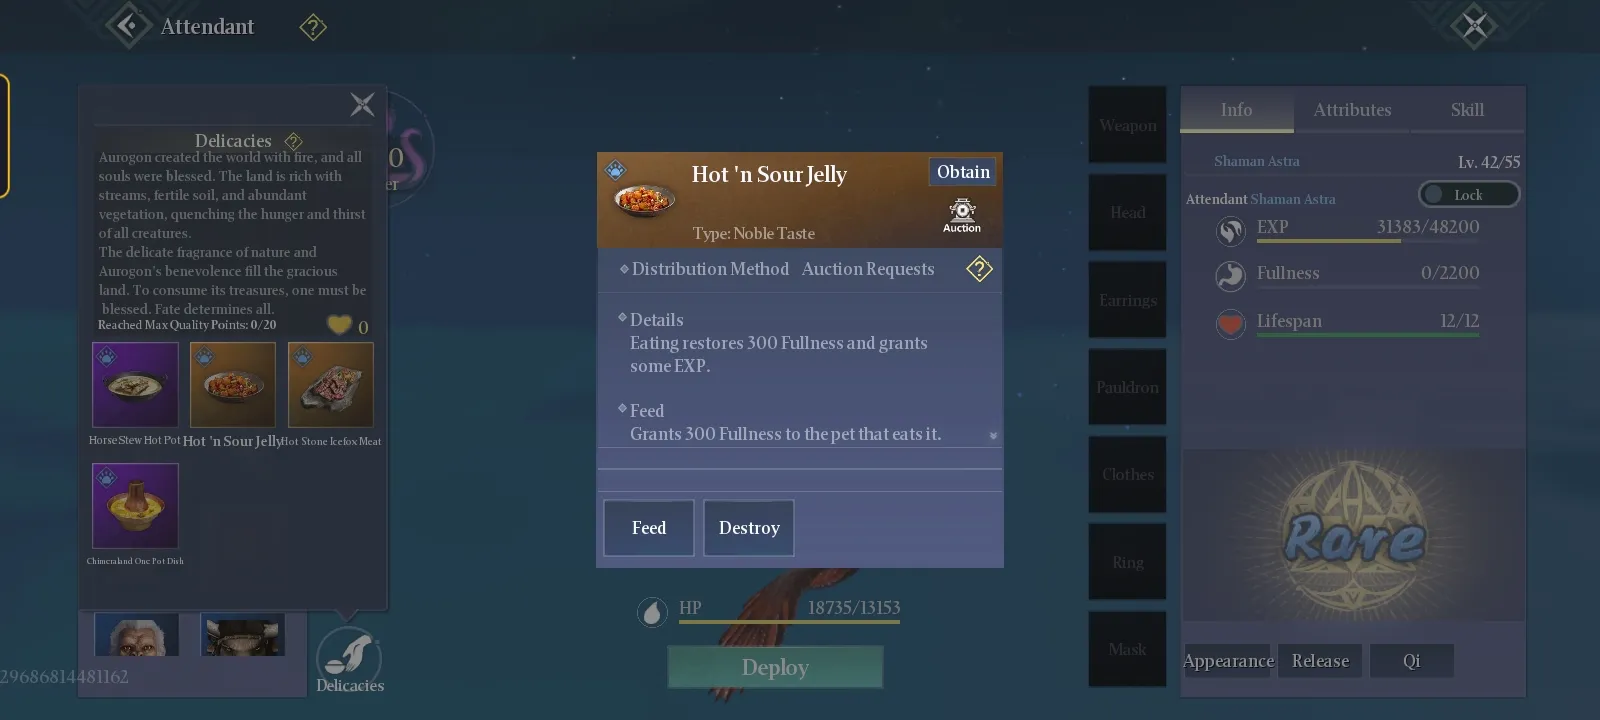 Attendant
?
Delicacies ?
Aurogon created the world with fire, and all
souls were blessed. The land is rich with
streams, fertile soil, and abundant
vegetation, quenching the hunger and thirst
of all creatures.
The delicate fragrance of nature and
Aurogon's benevolence fill the gracious
land. To consume its treasures, one must be
blessed. Fate determines all.
Reached Max Quality Points: 0/20
0
Horse Stew Hot Pot
Hot 'n Sour Jelly
Hot Stone Icefox Meat
Chimeraland One Pot Dish
29686814481162
Delicacies
0
er
Hot 'n Sour Jelly
Obtain
Type: Noble Taste
Auction
Distribution Method Auction Requests
?
Details
Eating restores 300 Fullness and grants
some EXP.
Feed
Grants 300 Fullness to the pet that eats it.
Feed
Destroy
HP 18735/13153
Deploy
Weapon
Head
Earrings
Pauldron
Clothes
Ring
Mask
Info
Attributes
Skill
Shaman Astra
Lv. 42/55
Attendant Shaman Astra
Lock
EXP 31383/48200
Fullness 0/2200
Lifespan 12/12
Rare
Appearance
Release
Qi